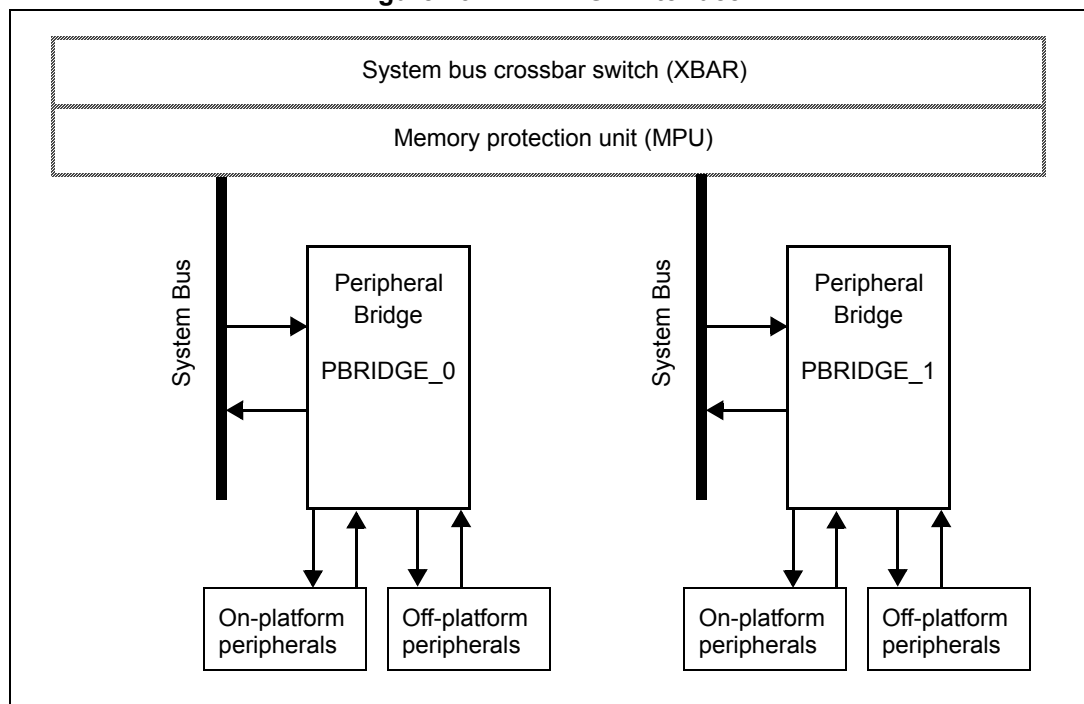 System bus crossbar switch (XBAR)
Memory protection unit (MPU)
System Bus
Peripheral
Bridge
PBRIDGE_0
System Bus
Peripheral
Bridge
PBRIDGE_1
On-platform
peripherals
Off-platform
peripherals
On-platform
peripherals
Off-platform
peripherals